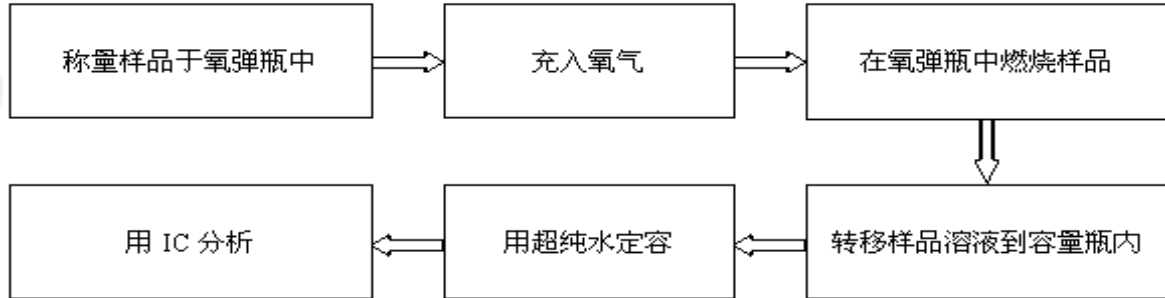 称量样品于氧弹瓶中
充入氧气
在氧弹瓶中燃烧样品
转移样品溶液到容量瓶内
用超纯水定容
用 IC 分析